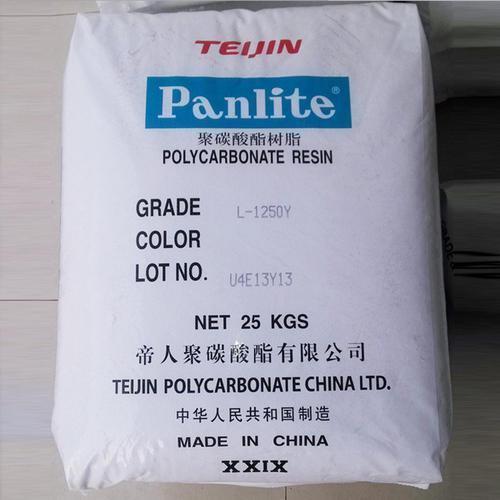 TEIJIN
Panlite®
聚碳酸酯树脂
POLYCARBONATE RESIN
GRADE L-1250Y
COLOR
LOT NO. U4E13Y13
NET 25 KGS
帝人聚碳酸酯有限公司
TEIJIN POLYCARBONATE CHINA LTD.
中华人民共和国制造
MADE IN CHINA
XXIX